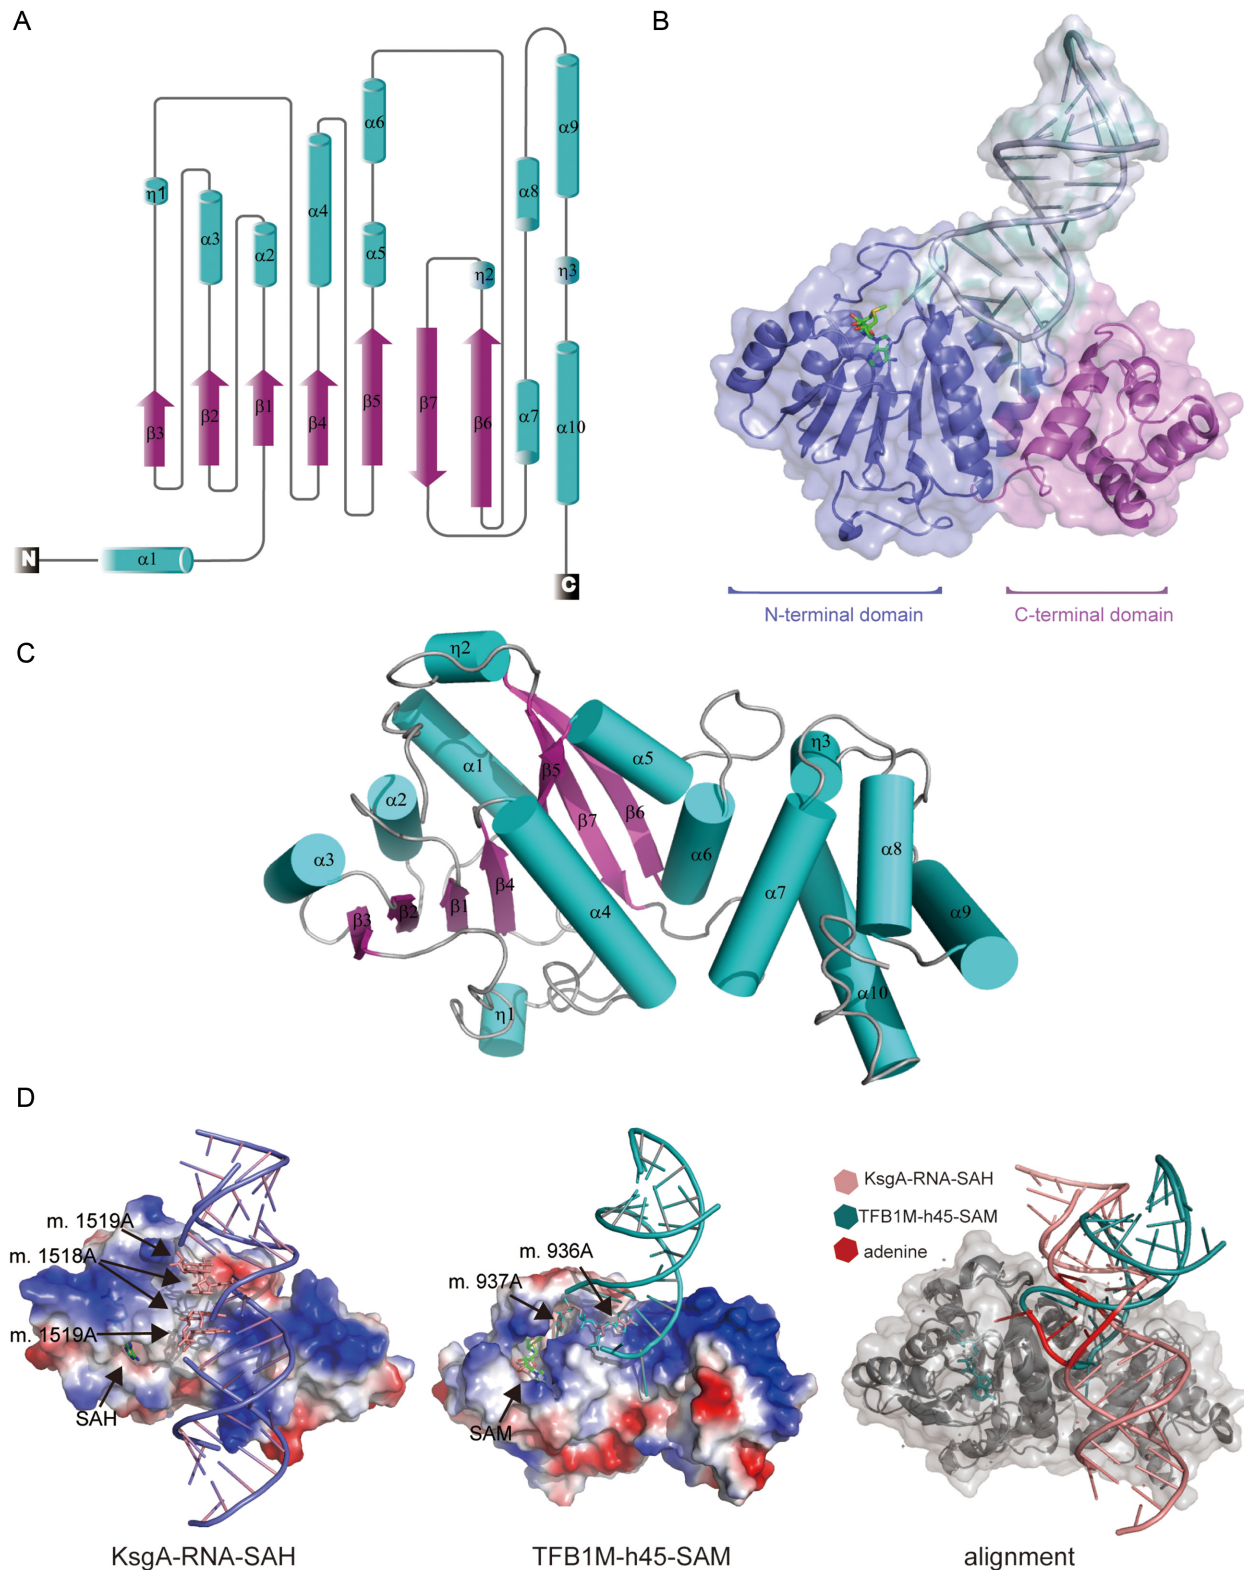 A
α6
α9
η1
α4
α8
α3
α2
α5
η2
η3
β3
β2
β1
β4
β5
β7
β6
α7
α10
N
α1
C
B
N-terminal domain
C-terminal domain
C
η2
η3
α1
β5
α5
α2
β6
β7
α3
α6
α8
β4
α7
β3
β2
β1
α4
α9
η1
α10
D
m. 1519A
m. 1518A
m. 1519A
SAH
KsgA-RNA-SAH
m. 936A
m. 937A
SAM
TFB1M-h45-SAM
KsgA-RNA-SAH
TFB1M-h45-SAM
adenine
alignment